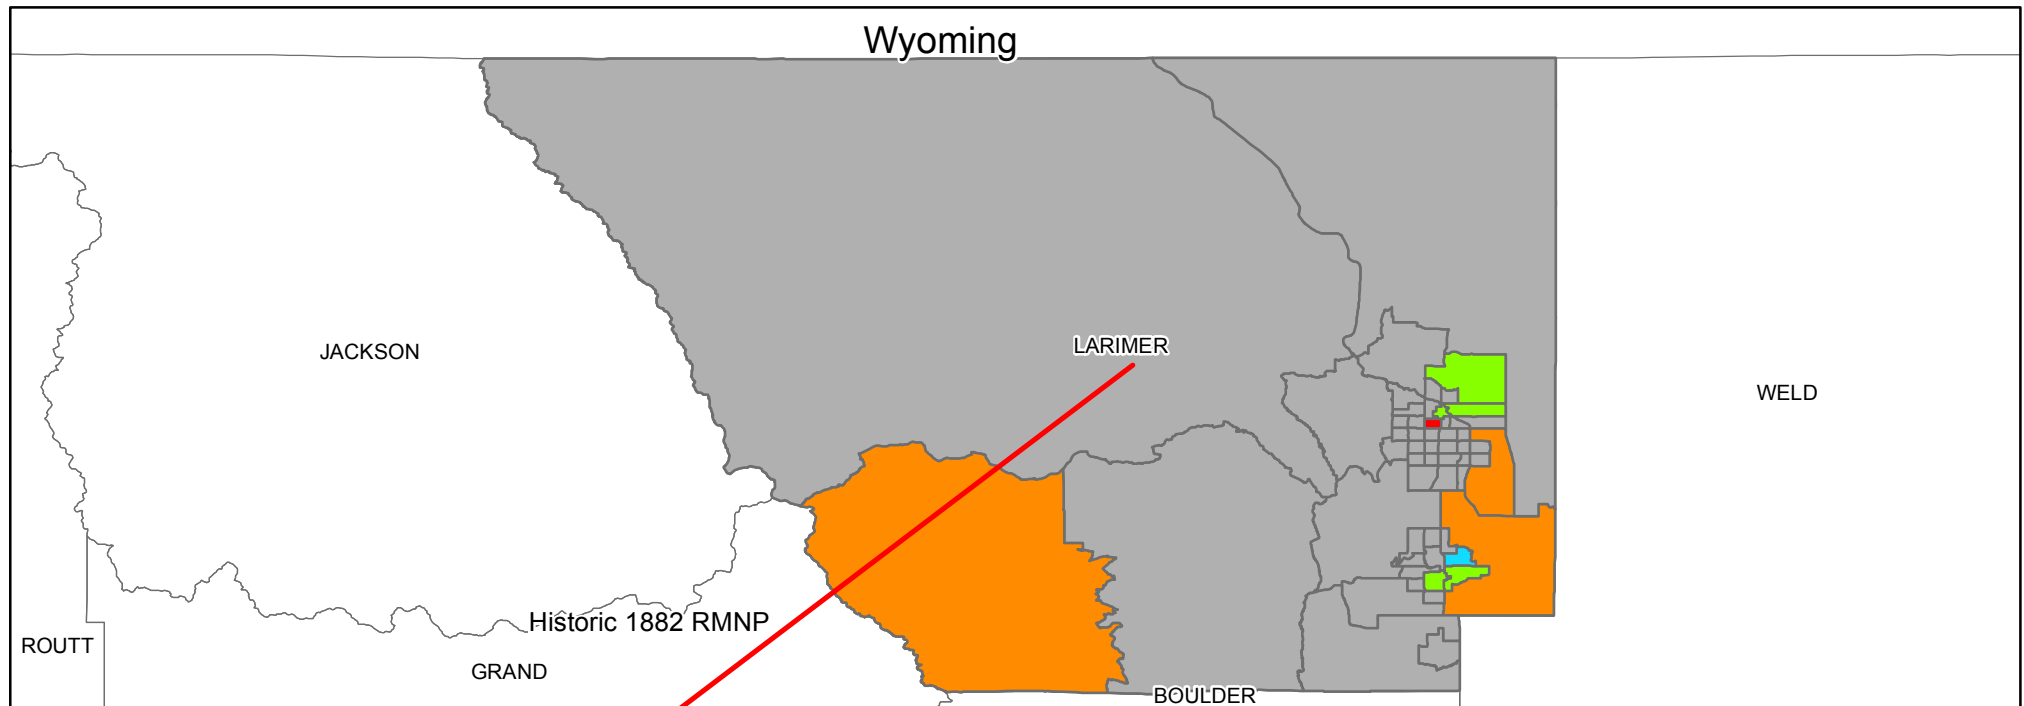 Wyoming
JACKSON
LARIMER
WELD
Historic 1882 RMNP
ROUTT
GRAND
BOULDER